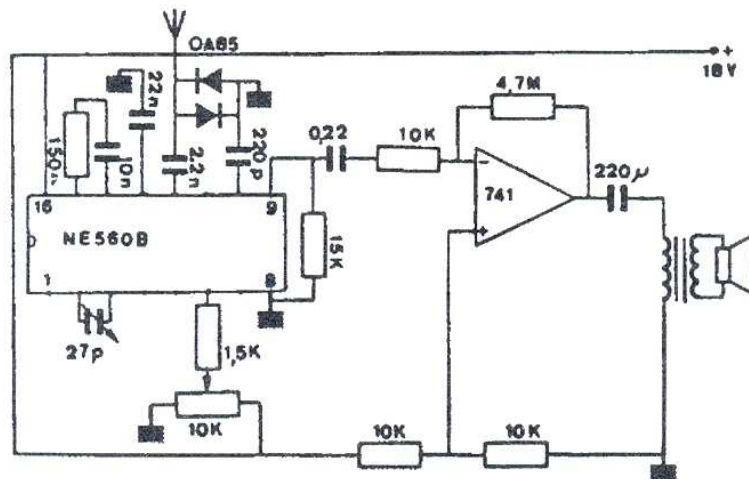 OA85
+
18V
22n
4,7M
150Ω
10n
2,2n
220p
0,22
10K
220µ
16
9
−
741
NE560B
15K
+
1
8
27p
1,5K
10K
10K
10K